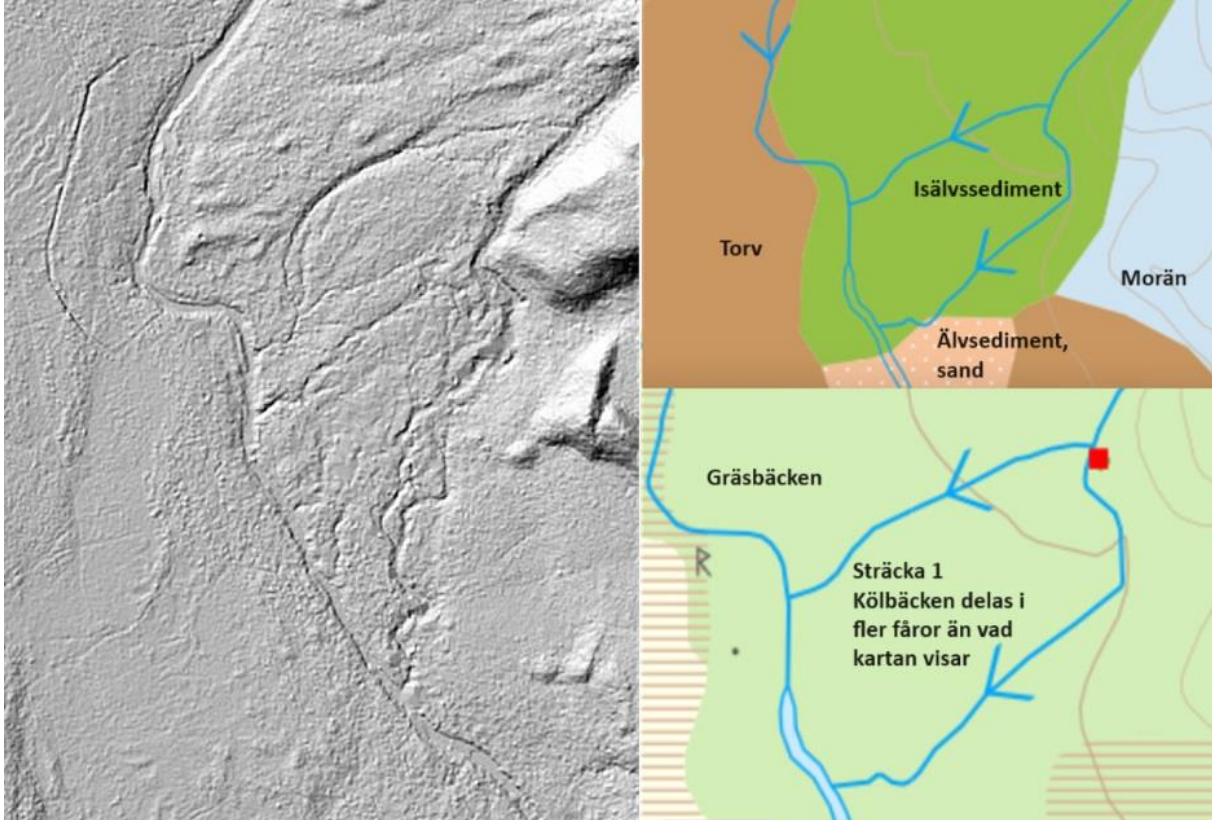 Isälvssediment
Torv
Morän
Älvsediment,
sand
Gräsbäcken
Sträcka 1
Kölbäcken delas i
fler fåror än vad
kartan visar